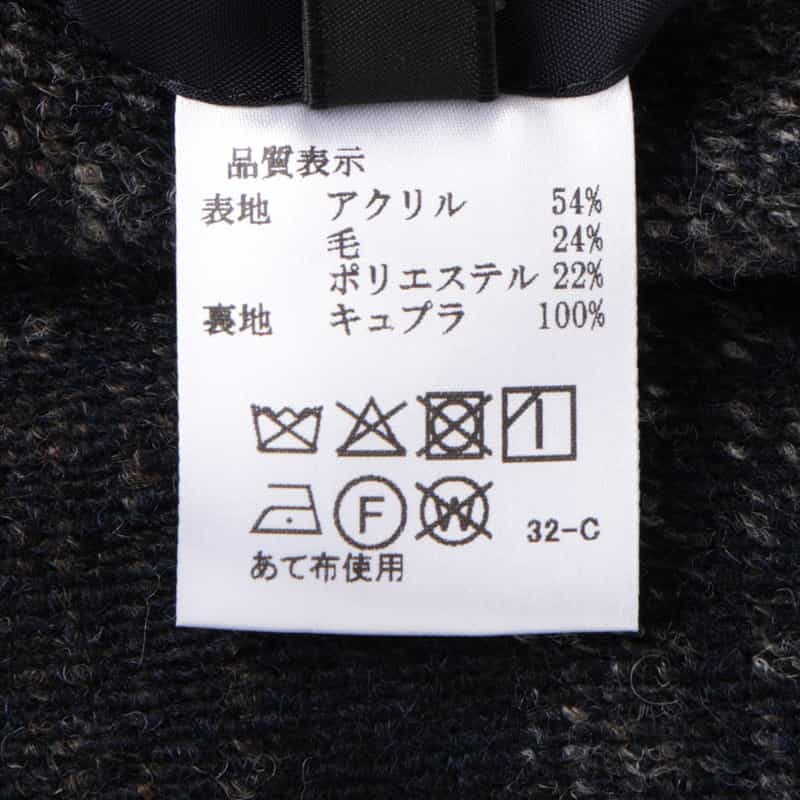 品質表示
表地 アクリル 54%
毛 24%
ポリエステル 22%
裏地 キュプラ 100%
F W 32-C
あて布使用